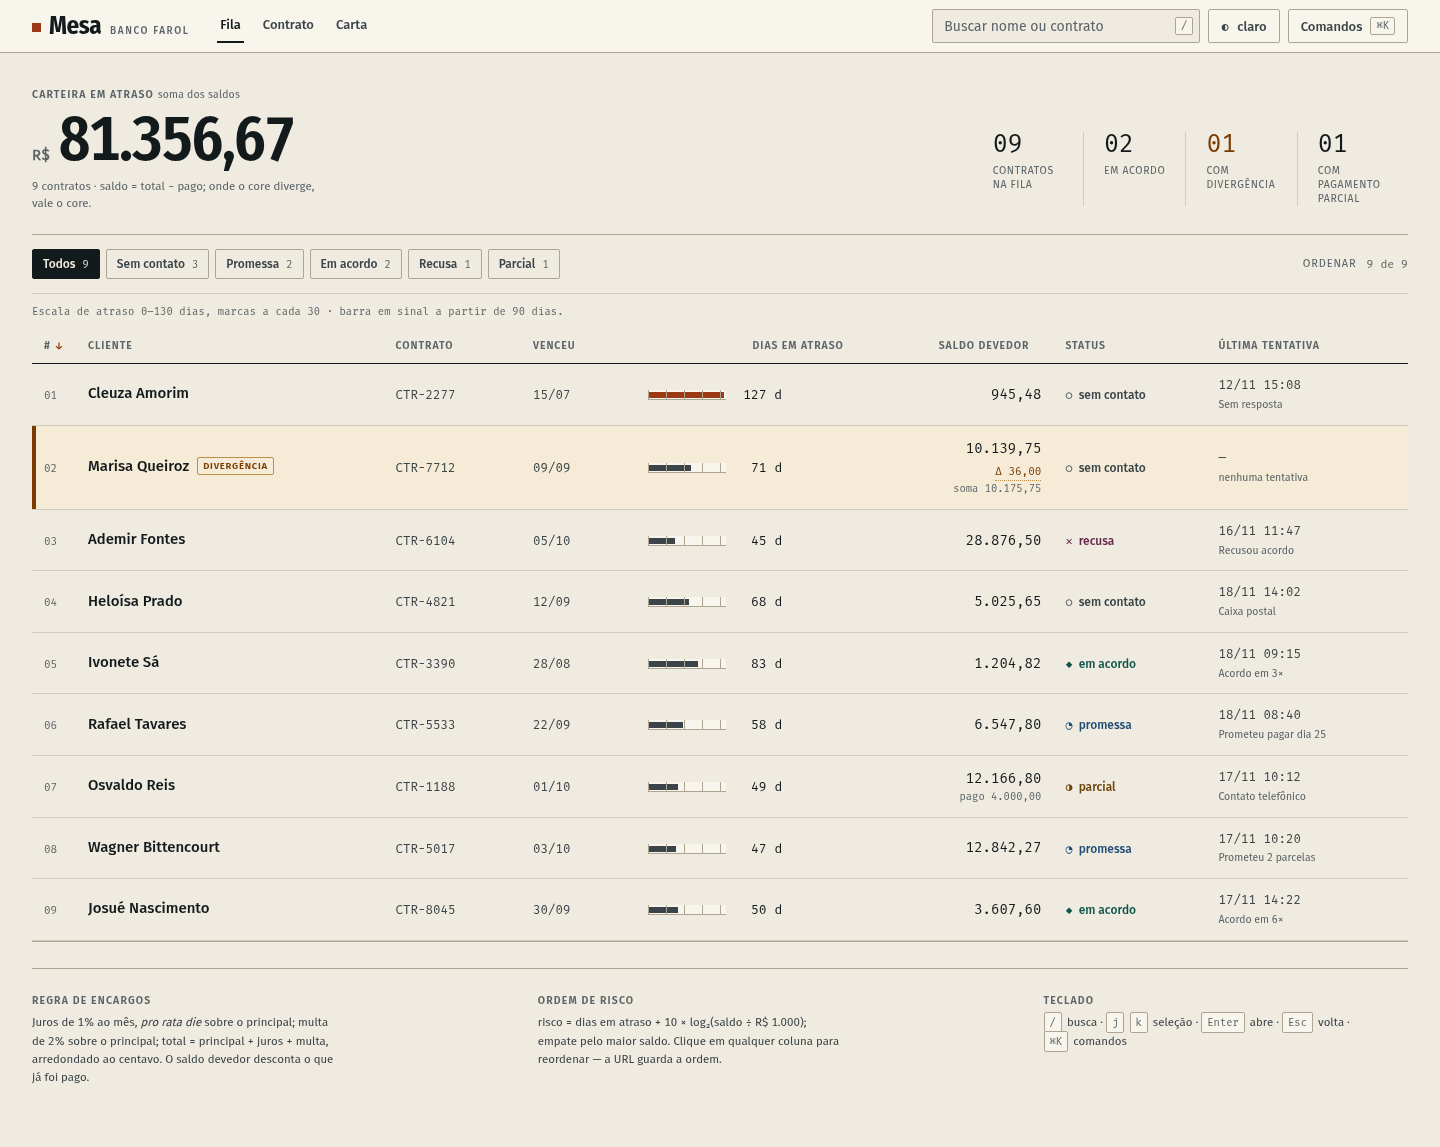 Mesa BANCO FAROL Fila Contrato Carta Buscar nome ou contrato / ◐ claro Comandos ⌘K
CARTEIRA EM ATRASO soma dos saldos
R$ 81.356,67
9 contratos · saldo = total − pago; onde o core diverge,
vale o core.
09 CONTRATOS NA FILA
02 EM ACORDO
01 COM DIVERGÊNCIA
01 COM PAGAMENTO PARCIAL
Todos 9 Sem contato 3 Promessa 2 Em acordo 2 Recusa 1 Parcial 1 ORDENAR 9 de 9
Escala de atraso 0–130 dias, marcas a cada 30 · barra em sinal a partir de 90 dias.
# ↓ CLIENTE CONTRATO VENCEU DIAS EM ATRASO SALDO DEVEDOR STATUS ÚLTIMA TENTATIVA
01 Cleuza Amorim CTR-2277 15/07 127 d 945,48 ○ sem contato 12/11 15:08
Sem resposta
02 Marisa Queiroz DIVERGÊNCIA CTR-7712 09/09 71 d 10.139,75 ○ sem contato —
Δ 36,00 nenhuma tentativa
soma 10.175,75
03 Ademir Fontes CTR-6104 05/10 45 d 28.876,50 × recusa 16/11 11:47
Recusou acordo
04 Heloísa Prado CTR-4821 12/09 68 d 5.025,65 ○ sem contato 18/11 14:02
Caixa postal
05 Ivonete Sá CTR-3390 28/08 83 d 1.204,82 ◆ em acordo 18/11 09:15
Acordo em 3×
06 Rafael Tavares CTR-5533 22/09 58 d 6.547,80 ◔ promessa 18/11 08:40
Prometeu pagar dia 25
07 Osvaldo Reis CTR-1188 01/10 49 d 12.166,80 ◑ parcial 17/11 10:12
pago 4.000,00 Contato telefônico
08 Wagner Bittencourt CTR-5017 03/10 47 d 12.842,27 ◔ promessa 17/11 10:20
Prometeu 2 parcelas
09 Josué Nascimento CTR-8045 30/09 50 d 3.607,60 ◆ em acordo 17/11 14:22
Acordo em 6×
REGRA DE ENCARGOS
Juros de 1% ao mês, pro rata die sobre o principal; multa
de 2% sobre o principal; total = principal + juros + multa,
arredondado ao centavo. O saldo devedor desconta o que
já foi pago.
ORDEM DE RISCO
risco = dias em atraso + 10 × log₂(saldo ÷ R$ 1.000);
empate pelo maior saldo. Clique em qualquer coluna para
reordenar — a URL guarda a ordem.
TECLADO
/ busca · j k seleção · Enter abre · Esc volta ·
⌘K comandos